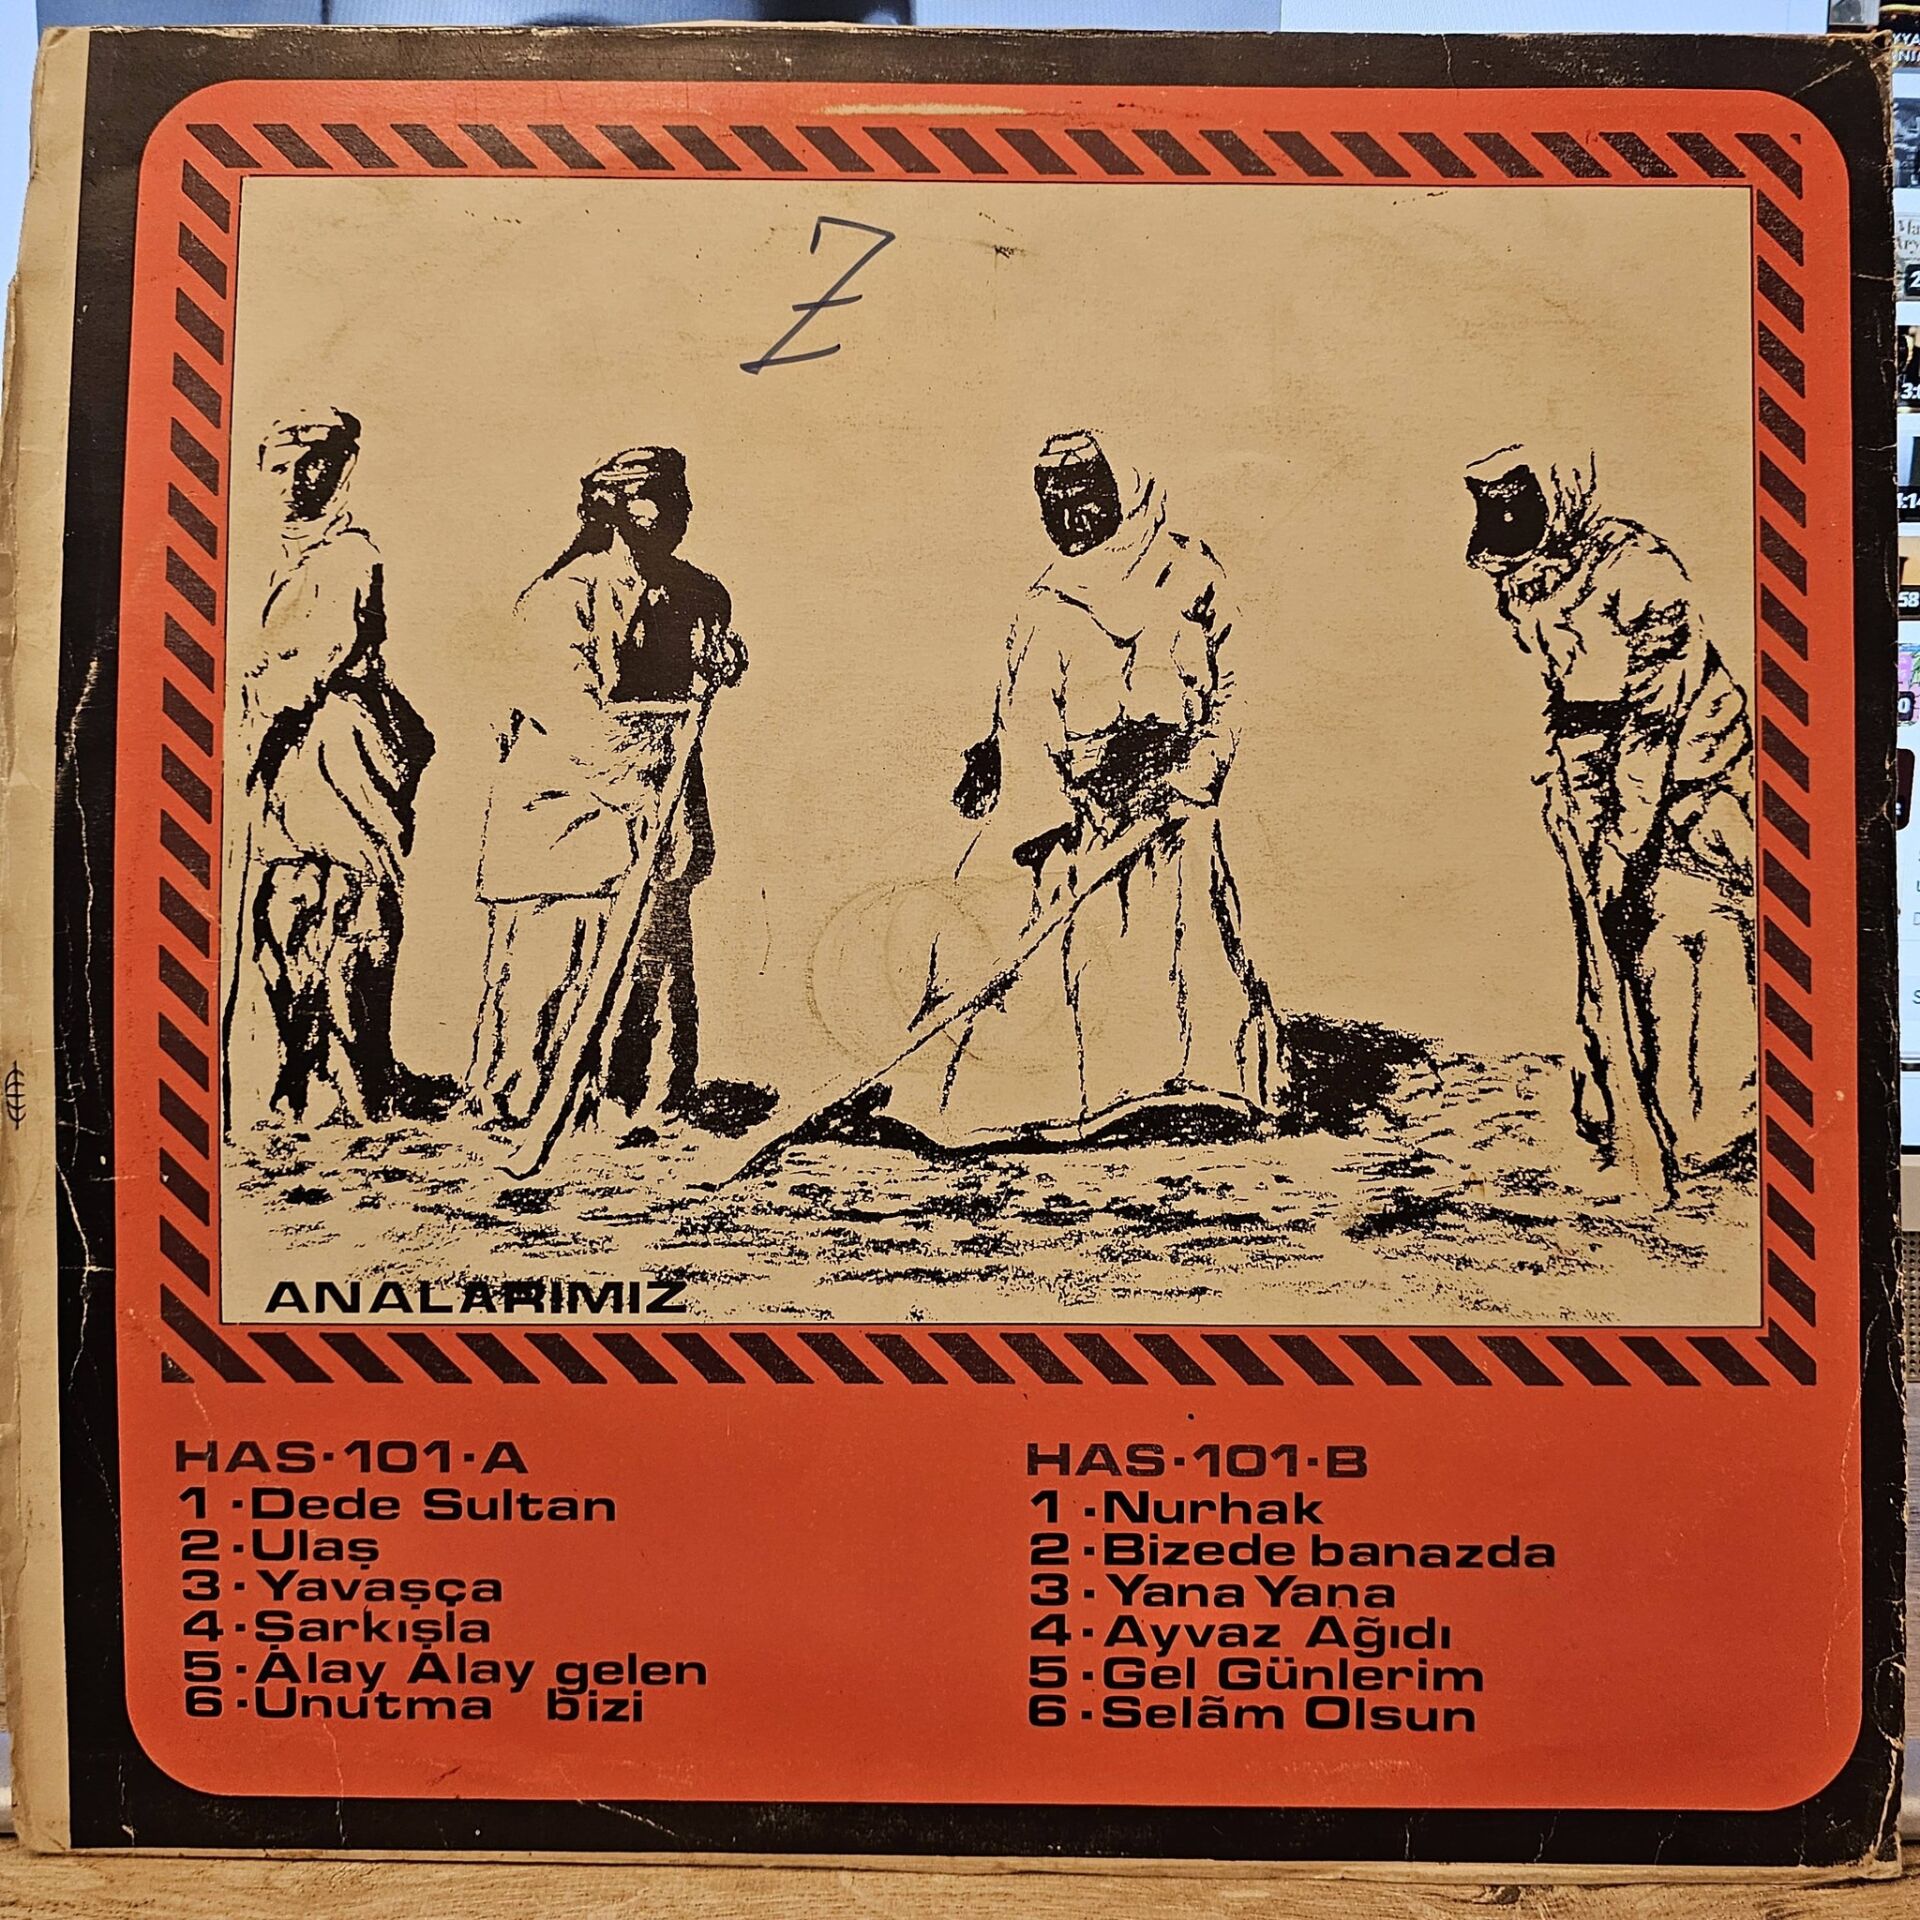 Z
ANALARIMIZ
HAS·101·A
1 ·Dede Sultan
2 ·Ulaş
3 ·Yavaşça
4 ·Şarkışla
5 ·Alay Alay gelen
6 ·Unutma bizi
HAS·101·B
1 ·Nurhak
2 ·Bizede banazda
3 ·Yana Yana
4 ·Ayvaz Ağıdı
5 ·Gel Günlerim
6 ·Selãm Olsun